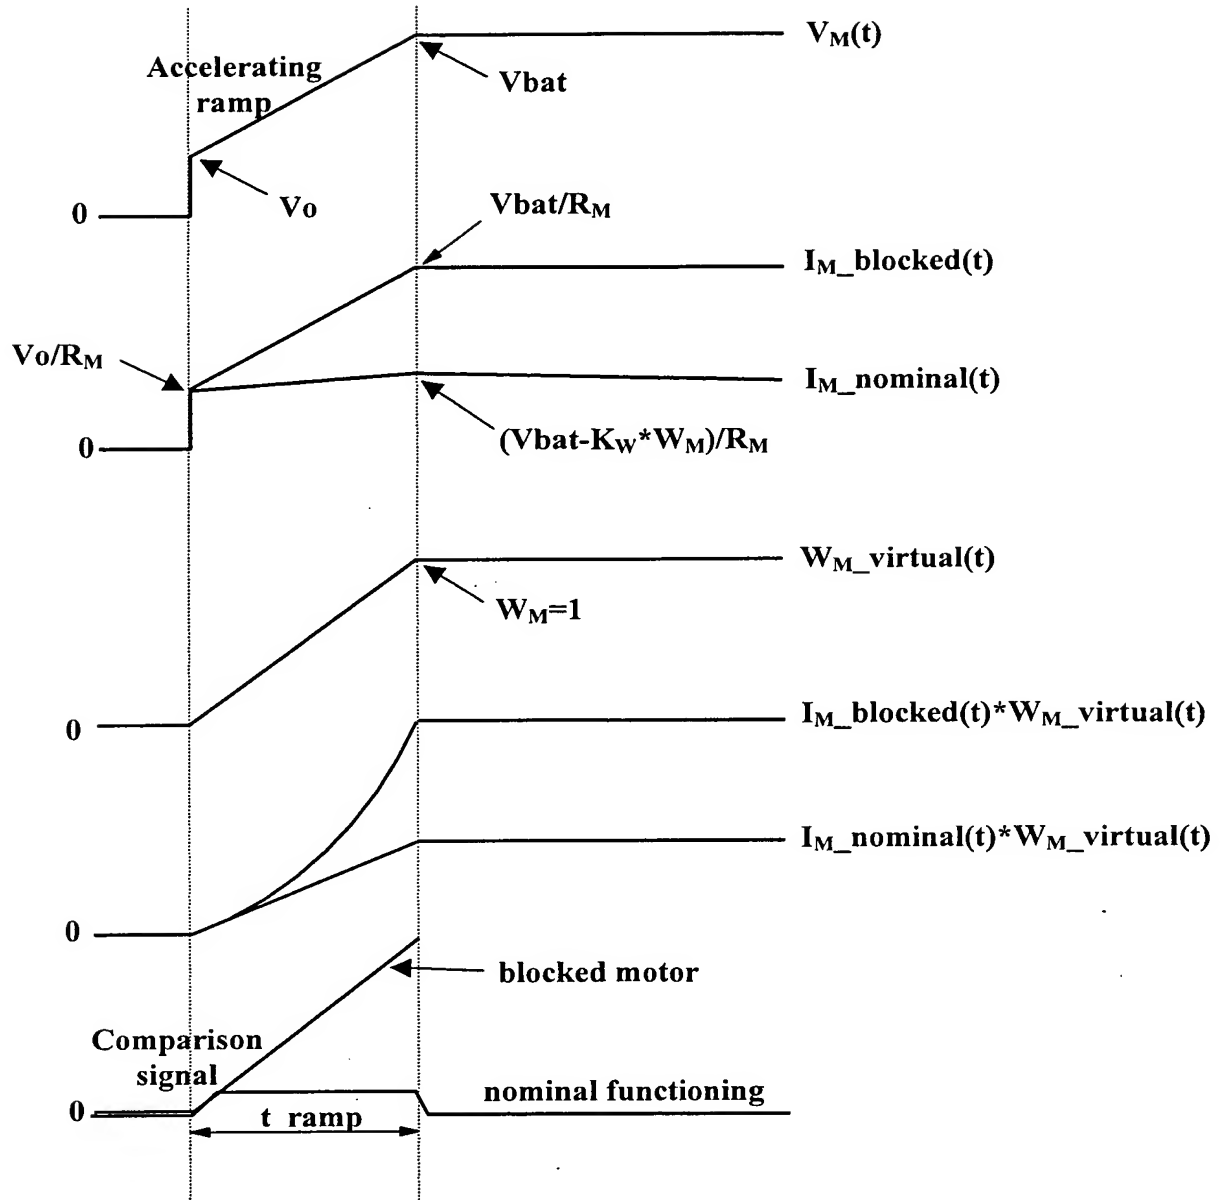 V_M(t)
Accelerating
ramp
Vbat
0
Vo
Vbat/R_M
I_M_blocked(t)
Vo/R_M
I_M_nominal(t)
0
(Vbat-K_W*W_M)/R_M
W_M_virtual(t)
W_M=1
0
I_M_blocked(t)*W_M_virtual(t)
I_M_nominal(t)*W_M_virtual(t)
0
blocked motor
Comparison
signal
0
nominal functioning
t ramp